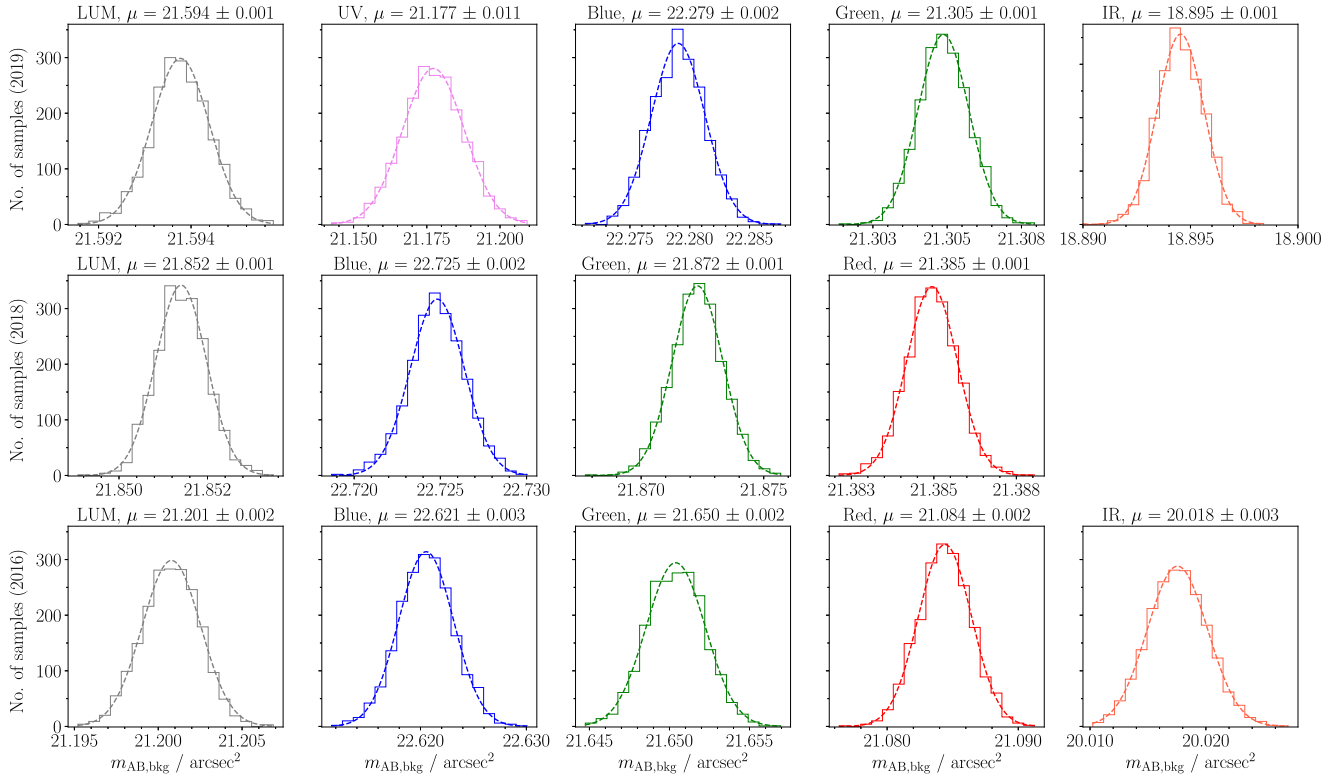 LUM, μ = 21.594 ± 0.001
UV, μ = 21.177 ± 0.011
Blue, μ = 22.279 ± 0.002
Green, μ = 21.305 ± 0.001
IR, μ = 18.895 ± 0.001
No. of samples (2019)
300
200
100
0
21.592 21.594
21.150 21.175 21.200
22.275 22.280 22.285
21.303 21.305 21.308
18.890 18.895 18.900
LUM, μ = 21.852 ± 0.001
Blue, μ = 22.725 ± 0.002
Green, μ = 21.872 ± 0.001
Red, μ = 21.385 ± 0.001
No. of samples (2018)
300
200
100
0
21.850 21.852
22.720 22.725 22.730
21.870 21.875
21.383 21.385 21.388
LUM, μ = 21.201 ± 0.002
Blue, μ = 22.621 ± 0.003
Green, μ = 21.650 ± 0.002
Red, μ = 21.084 ± 0.002
IR, μ = 20.018 ± 0.003
No. of samples (2016)
300
200
100
0
21.195 21.200 21.205
22.620 22.630
21.645 21.650 21.655
21.080 21.090
20.010 20.020
m_AB,bkg / arcsec²
m_AB,bkg / arcsec²
m_AB,bkg / arcsec²
m_AB,bkg / arcsec²
m_AB,bkg / arcsec²